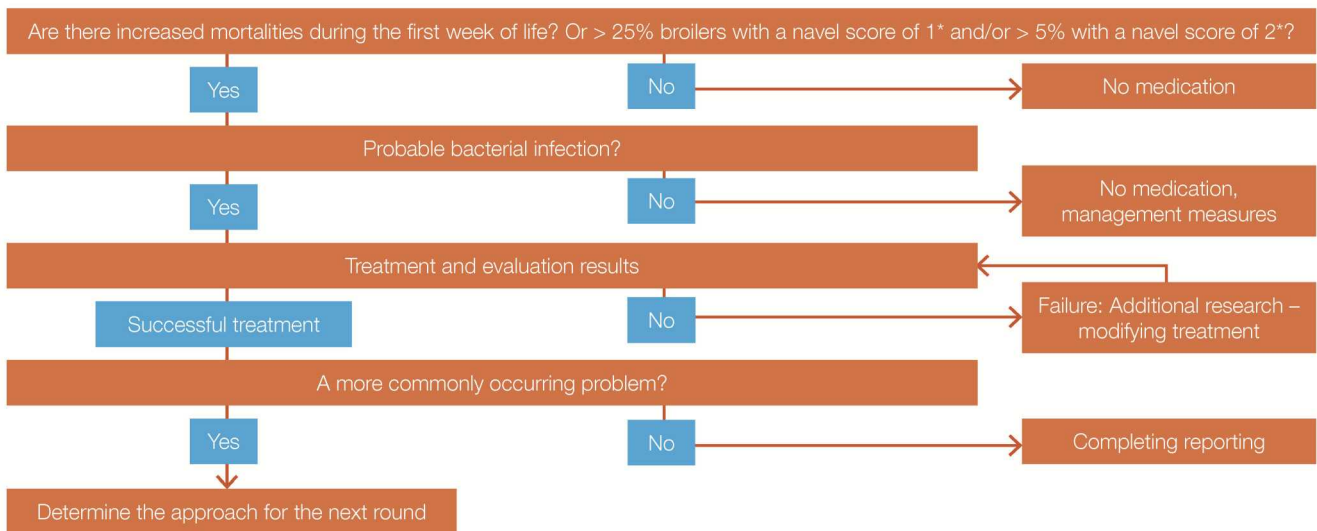 Are there increased mortalities during the first week of life? Or > 25% broilers with a navel score of 1* and/or > 5% with a navel score of 2*?
Yes
No
No medication
Probable bacterial infection?
Yes
No
No medication,
management measures
Treatment and evaluation results
Successful treatment
No
Failure: Additional research –
modifying treatment
A more commonly occurring problem?
Yes
No
Completing reporting
Determine the approach for the next round